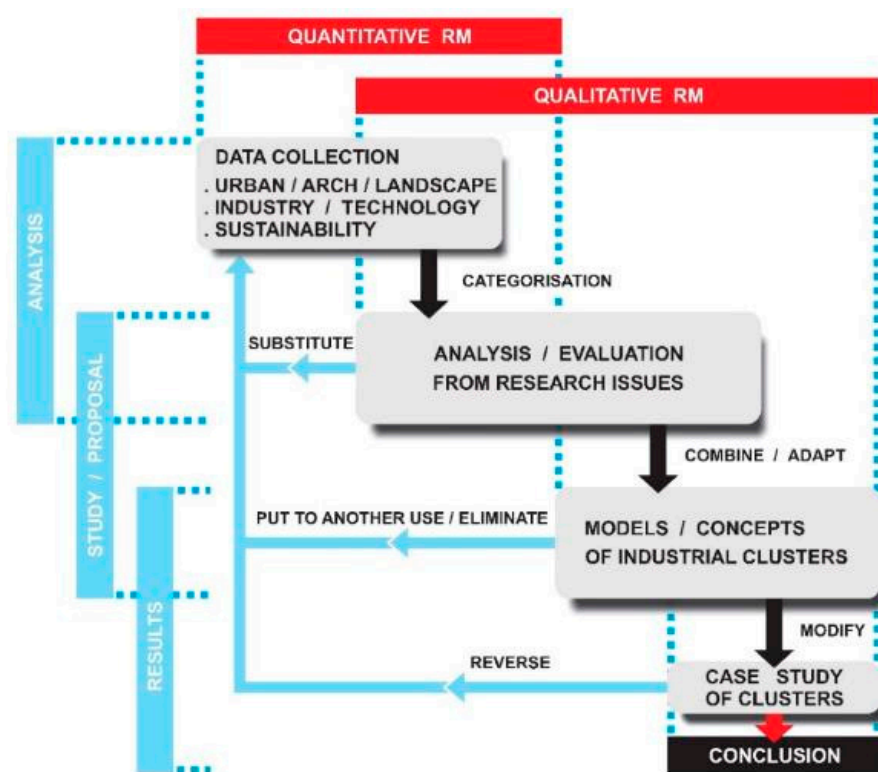 QUANTITATIVE RM
QUALITATIVE RM
DATA COLLECTION
. URBAN / ARCH / LANDSCAPE
. INDUSTRY / TECHNOLOGY
. SUSTAINABILITY
CATEGORISATION
SUBSTITUTE
ANALYSIS / EVALUATION
FROM RESEARCH ISSUES
COMBINE / ADAPT
PUT TO ANOTHER USE / ELIMINATE
MODELS / CONCEPTS
OF INDUSTRIAL CLUSTERS
MODIFY
REVERSE
CASE STUDY
OF CLUSTERS
CONCLUSION
ANALYSIS
STUDY / PROPOSAL
RESULTS